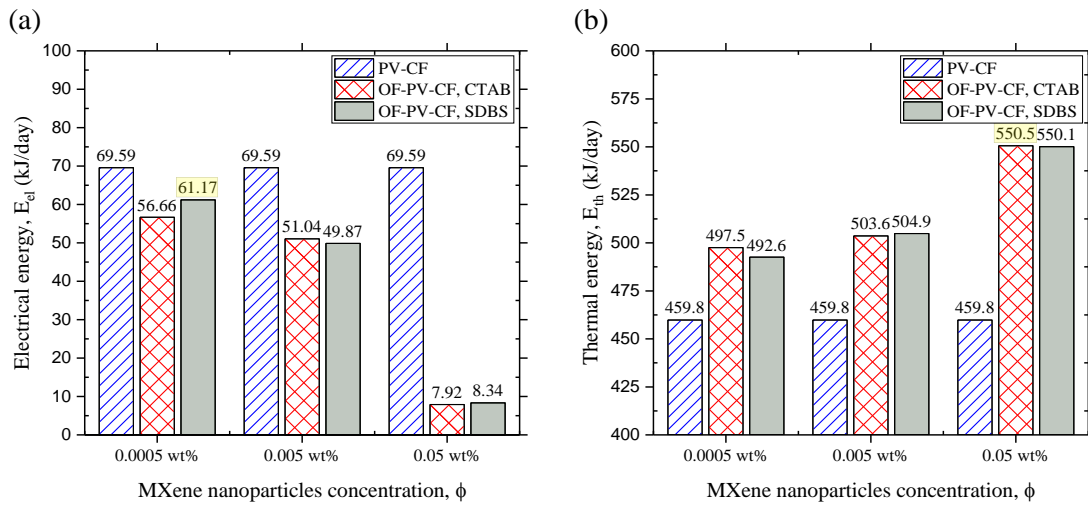 (a)
Electrical energy, E_el (kJ/day)
100
90
80
70
60
50
40
30
20
10
0
PV-CF
OF-PV-CF, CTAB
OF-PV-CF, SDBS
69.59
56.66
61.17
69.59
51.04
49.87
69.59
7.92
8.34
0.0005 wt%
0.005 wt%
0.05 wt%
MXene nanoparticles concentration, ϕ
(b)
Thermal energy, E_th (kJ/day)
600
575
550
525
500
475
450
425
400
PV-CF
OF-PV-CF, CTAB
OF-PV-CF, SDBS
459.8
497.5
492.6
459.8
503.6
504.9
459.8
550.5
550.1
0.0005 wt%
0.005 wt%
0.05 wt%
MXene nanoparticles concentration, ϕ